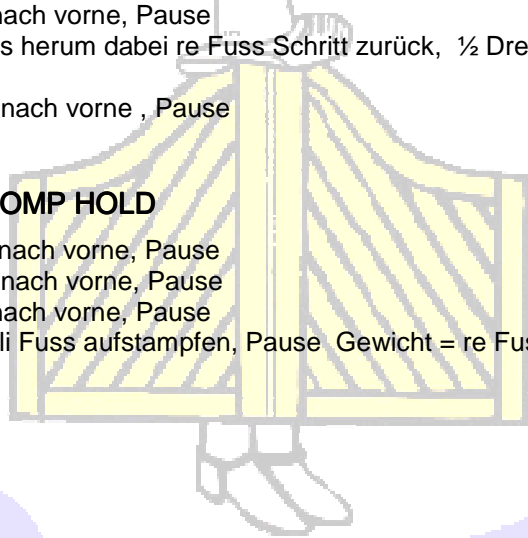 nach vorne, Pause
s herum dabei re Fuss Schritt zurück, ½ Dre
nach vorne , Pause
OMP HOLD
nach vorne, Pause
nach vorne, Pause
nach vorne, Pause
li Fuss aufstampfen, Pause Gewicht = re Fus